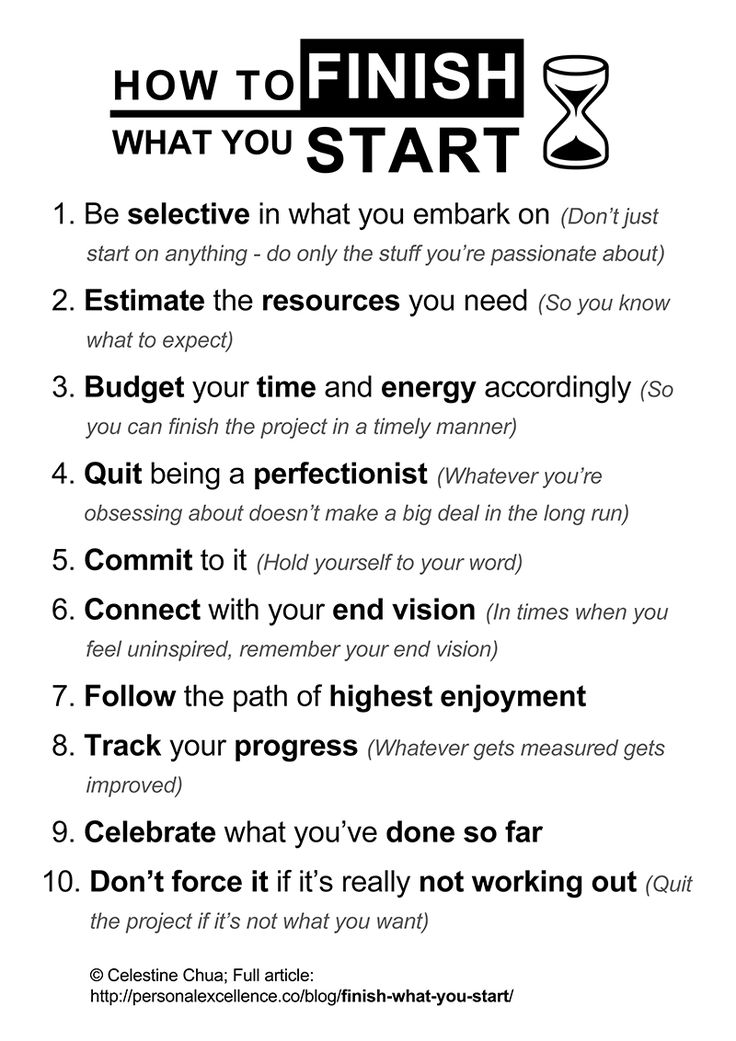 HOW TO FINISH
WHAT YOU START
1. Be selective in what you embark on (Don't just
start on anything - do only the stuff you're passionate about)
2. Estimate the resources you need (So you know
what to expect)
3. Budget your time and energy accordingly (So
you can finish the project in a timely manner)
4. Quit being a perfectionist (Whatever you're
obsessing about doesn't make a big deal in the long run)
5. Commit to it (Hold yourself to your word)
6. Connect with your end vision (In times when you
feel uninspired, remember your end vision)
7. Follow the path of highest enjoyment
8. Track your progress (Whatever gets measured gets
improved)
9. Celebrate what you've done so far
10. Don't force it if it's really not working out (Quit
the project if it's not what you want)
© Celestine Chua; Full article:
http://personalexcellence.co/blog/finish-what-you-start/